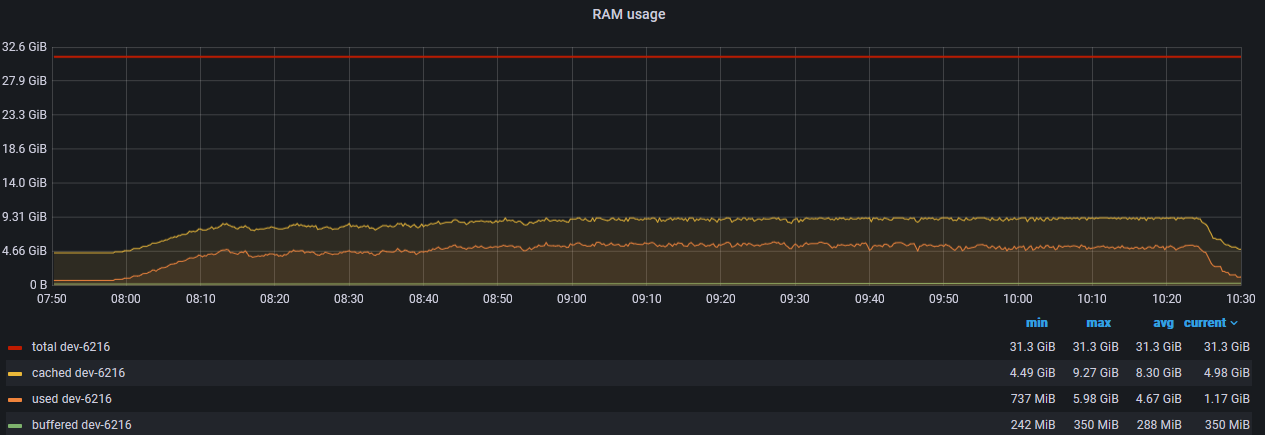 RAM usage
32.6 GiB
27.9 GiB
23.3 GiB
18.6 GiB
14.0 GiB
9.31 GiB
4.66 GiB
0 B
07:50 08:00 08:10 08:20 08:30 08:40 08:50 09:00 09:10 09:20 09:30 09:40 09:50 10:00 10:10 10:20 10:30
min max avg current
total dev-6216 31.3 GiB 31.3 GiB 31.3 GiB 31.3 GiB
cached dev-6216 4.49 GiB 9.27 GiB 8.30 GiB 4.98 GiB
used dev-6216 737 MiB 5.98 GiB 4.67 GiB 1.17 GiB
buffered dev-6216 242 MiB 350 MiB 288 MiB 350 MiB